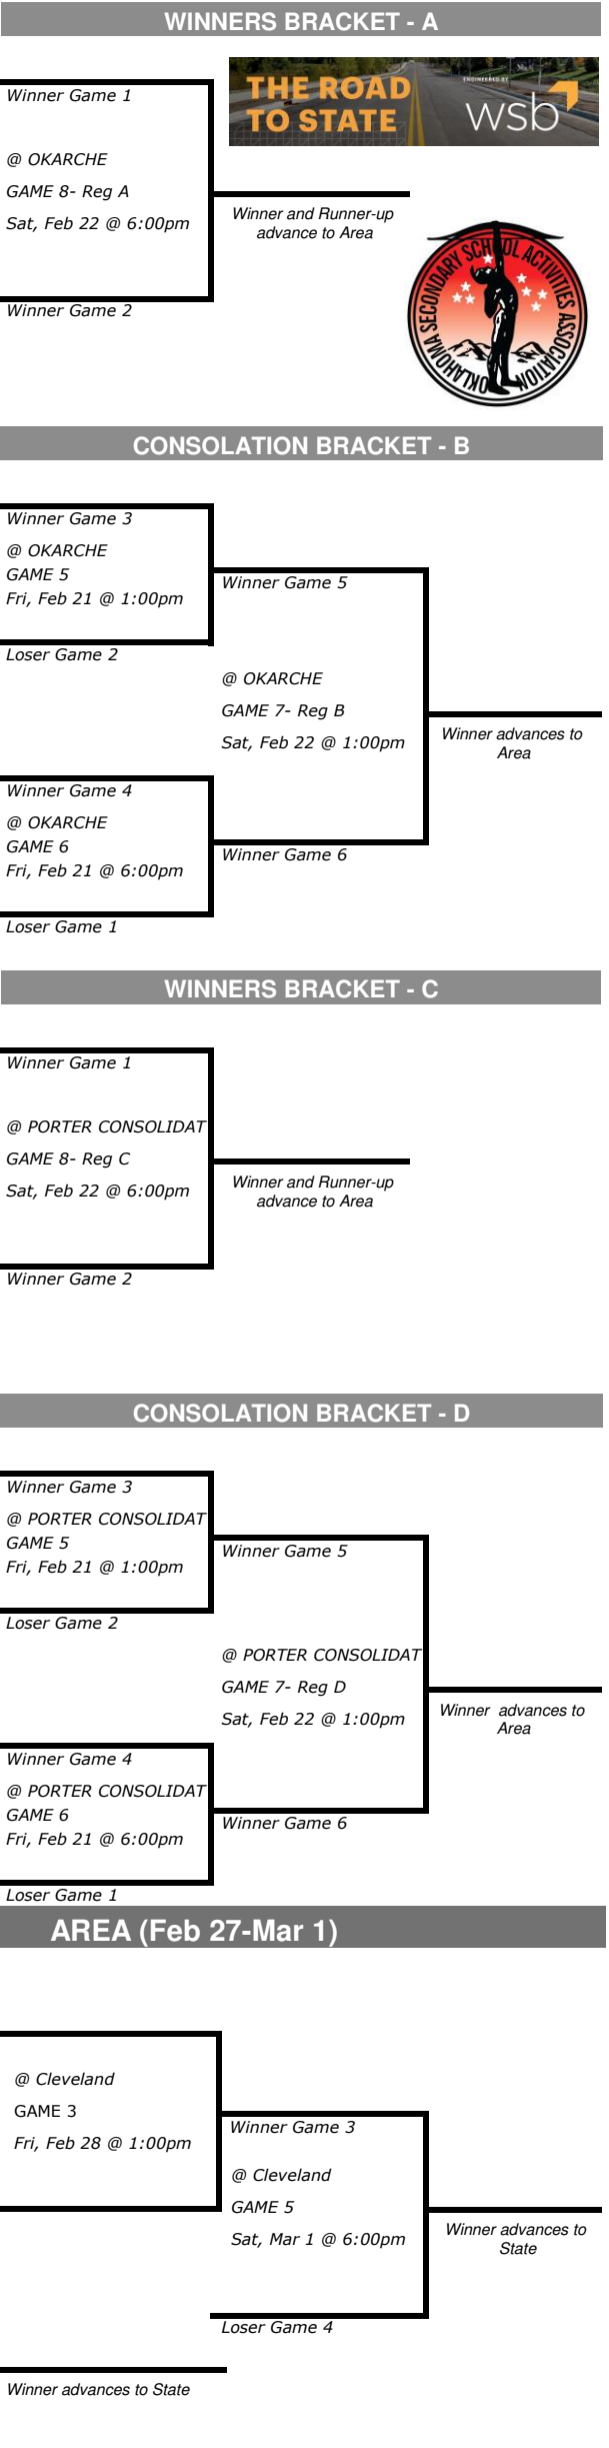 WINNERS BRACKET - A
THE ROAD
TO STATE
ENGINEERED BY
wsb
Winner Game 1
@ OKARCHE
GAME 8- Reg A
Sat, Feb 22 @ 6:00pm
Winner and Runner-up
advance to Area
Winner Game 2
OKLAHOMA SECONDARY SCHOOL ACTIVITIES ASSOCIATION
CONSOLATION BRACKET - B
Winner Game 3
@ OKARCHE
GAME 5
Fri, Feb 21 @ 1:00pm
Loser Game 2
Winner Game 5
@ OKARCHE
GAME 7- Reg B
Sat, Feb 22 @ 1:00pm
Winner advances to
Area
Winner Game 4
@ OKARCHE
GAME 6
Fri, Feb 21 @ 6:00pm
Winner Game 6
Loser Game 1
WINNERS BRACKET - C
Winner Game 1
@ PORTER CONSOLIDAT
GAME 8- Reg C
Sat, Feb 22 @ 6:00pm
Winner and Runner-up
advance to Area
Winner Game 2
CONSOLATION BRACKET - D
Winner Game 3
@ PORTER CONSOLIDAT
GAME 5
Fri, Feb 21 @ 1:00pm
Loser Game 2
Winner Game 5
@ PORTER CONSOLIDAT
GAME 7- Reg D
Sat, Feb 22 @ 1:00pm
Winner advances to
Area
Winner Game 4
@ PORTER CONSOLIDAT
GAME 6
Fri, Feb 21 @ 6:00pm
Winner Game 6
Loser Game 1
AREA (Feb 27-Mar 1)
@ Cleveland
GAME 3
Fri, Feb 28 @ 1:00pm
Winner Game 3
@ Cleveland
GAME 5
Sat, Mar 1 @ 6:00pm
Winner advances to
State
Loser Game 4
Winner advances to State